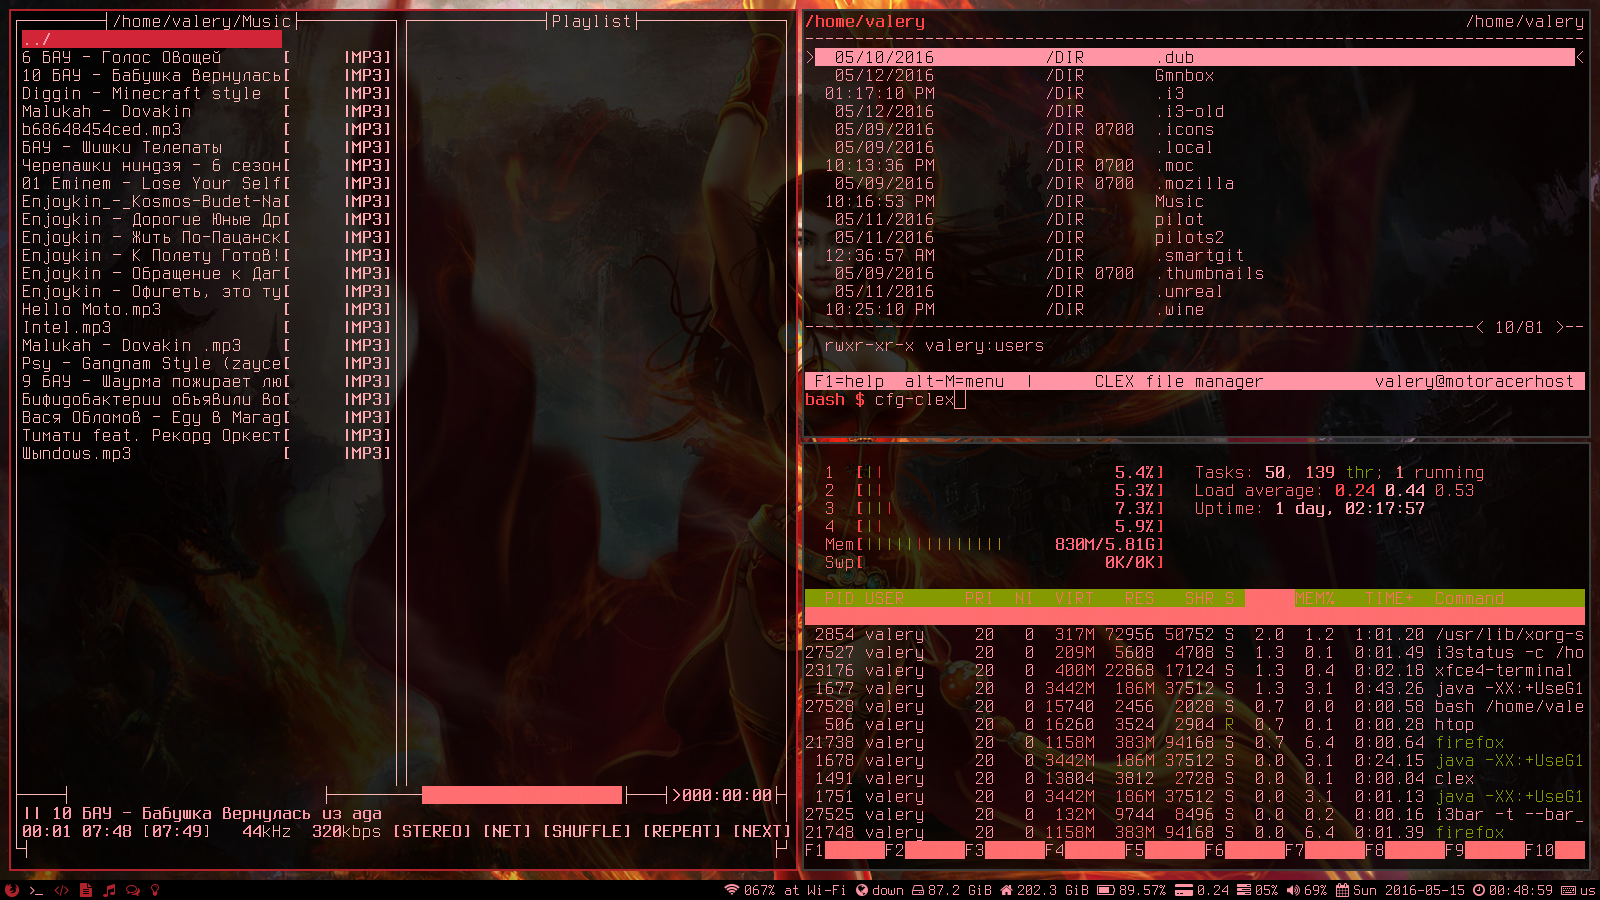 /home/valery/Music
../
6 БАУ - Голос Овощей [ |MP3]
10 БАУ - Бабушка Вернулась[ |MP3]
Diggin - Minecraft style [ |MP3]
Malukah - Dovakin [ |MP3]
b68648454ced.mp3 [ |MP3]
БАУ - Шишки Телепаты [ |MP3]
Черепашки ниндзя - 6 сезон[ |MP3]
01 Eminem - Lose Your Self[ |MP3]
Enjoykin_-_Kosmos-Budet-Na[ |MP3]
Enjoykin - Дорогие Юные Др[ |MP3]
Enjoykin - Жить По-Пацанск[ |MP3]
Enjoykin - К Полету Готов![ |MP3]
Enjoykin - Обращение к Даг[ |MP3]
Enjoykin - Офигеть, это ту[ |MP3]
Hello Moto.mp3 [ |MP3]
Intel.mp3 [ |MP3]
Malukah - Dovakin .mp3 [ |MP3]
Psy - Gangnam Style (zayce[ |MP3]
9 БАУ - Шаурма пожирает лю[ |MP3]
Бифидобактерии объявили во[ |MP3]
Вася Обломов - Еду в Магад[ |MP3]
Тимати feat. Рекорд Оркест[ |MP3]
Шыndows.mp3 [ |MP3]
Playlist
>000:00:00
|| 10 БАУ - Бабушка Вернулась из ада
00:01 07:48 [07:49] 44kHz 320kbps [STEREO] [NET] [SHUFFLE] [REPEAT] [NEXT]
/home/valery /home/valery
> 05/10/2016 /DIR .dub <
05/12/2016 /DIR Gmnbox
01:17:10 PM /DIR .i3
05/12/2016 /DIR .i3-old
05/09/2016 /DIR 0700 .icons
05/09/2016 /DIR .local
10:13:36 PM /DIR 0700 .moc
05/09/2016 /DIR 0700 .mozilla
10:16:53 PM /DIR Music
05/11/2016 /DIR pilot
05/11/2016 /DIR pilots2
12:36:57 AM /DIR .smartgit
05/09/2016 /DIR 0700 .thumbnails
05/11/2016 /DIR .unreal
10:25:10 PM /DIR .wine
< 10/81 >
rwxr-xr-x valery:users
F1=help alt-M=menu | CLEX file manager valery@motoracerhost
bash $ cfg-clex
1 [|| 5.4%] Tasks: 50, 139 thr; 1 running
2 [|| 5.3%] Load average: 0.24 0.44 0.53
3 [||| 7.3%] Uptime: 1 day, 02:17:57
4 [|| 5.9%]
Mem[|||||||||||||| 830M/5.81G]
Swp[ 0K/0K]
PID USER PRI NI VIRT RES SHR S MEM% TIME+ Command
2854 valery 20 0 317M 72956 50752 S 2.0 1.2 1:01.20 /usr/lib/xorg-s
27527 valery 20 0 209M 5608 4708 S 1.3 0.1 0:01.49 i3status -c /ho
23176 valery 20 0 400M 22868 17124 S 1.3 0.4 0:02.18 xfce4-terminal
1677 valery 20 0 3442M 186M 37512 S 1.3 3.1 0:43.26 java -XX:+UseG1
27528 valery 20 0 15740 2456 2028 S 0.7 0.0 0:00.58 bash /home/vale
506 valery 20 0 16260 3524 2904 R 0.7 0.1 0:00.28 htop
21738 valery 20 0 1158M 383M 94168 S 0.7 6.4 0:00.64 firefox
1678 valery 20 0 3442M 186M 37512 S 0.0 3.1 0:24.15 java -XX:+UseG1
1491 valery 20 0 13804 3812 2728 S 0.0 0.1 0:00.04 clex
1751 valery 20 0 3442M 186M 37512 S 0.0 3.1 0:01.13 java -XX:+UseG1
27525 valery 20 0 132M 9744 8496 S 0.0 0.2 0:00.16 i3bar -t --bar_
21748 valery 20 0 1158M 383M 94168 S 0.0 6.4 0:01.39 firefox
F1 F2 F3 F4 F5 F6 F7 F8 F9 F10
067% at Wi-Fi down 87.2 GiB 202.3 GiB 89.57% 0.24 05% 69% Sun 2016-05-15 00:48:59 us